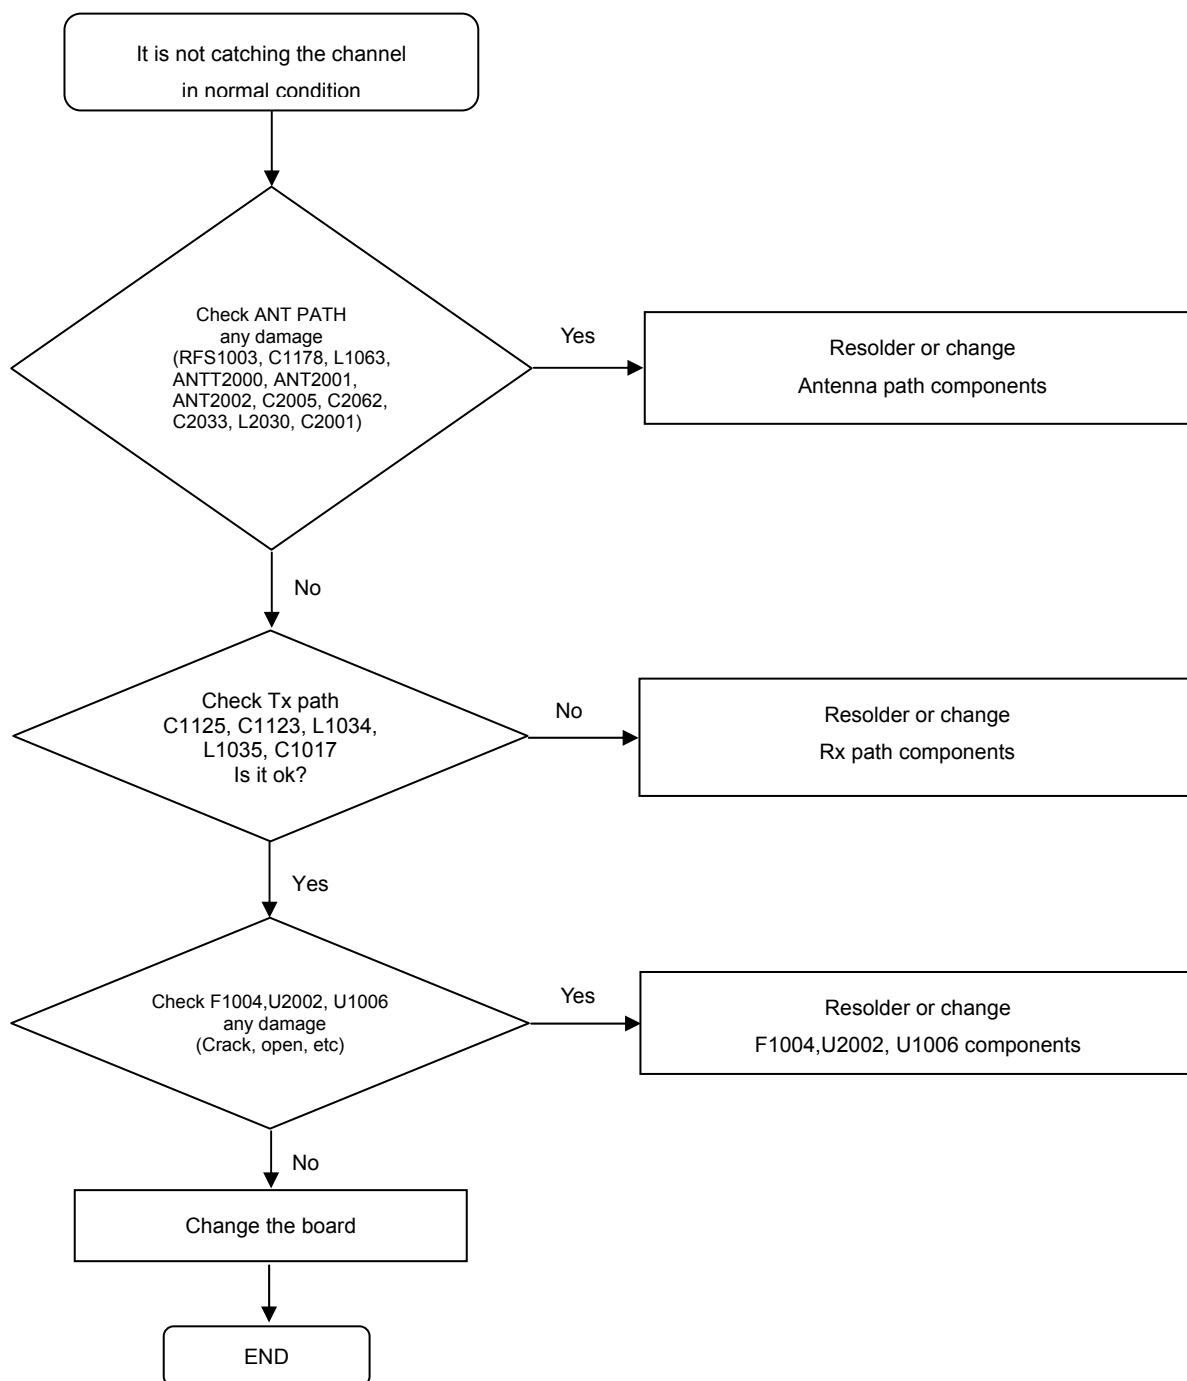 It is not catching the channel
in normal condition
Check ANT PATH
any damage
(RFS1003, C1178, L1063,
ANTT2000, ANT2001,
ANT2002, C2005, C2062,
C2033, L2030, C2001)
Yes
Resolder or change
Antenna path components
No
Check Tx path
C1125, C1123, L1034,
L1035, C1017
Is it ok?
No
Resolder or change
Rx path components
Yes
Check F1004,U2002, U1006
any damage
(Crack, open, etc)
Yes
Resolder or change
F1004,U2002, U1006 components
No
Change the board
END